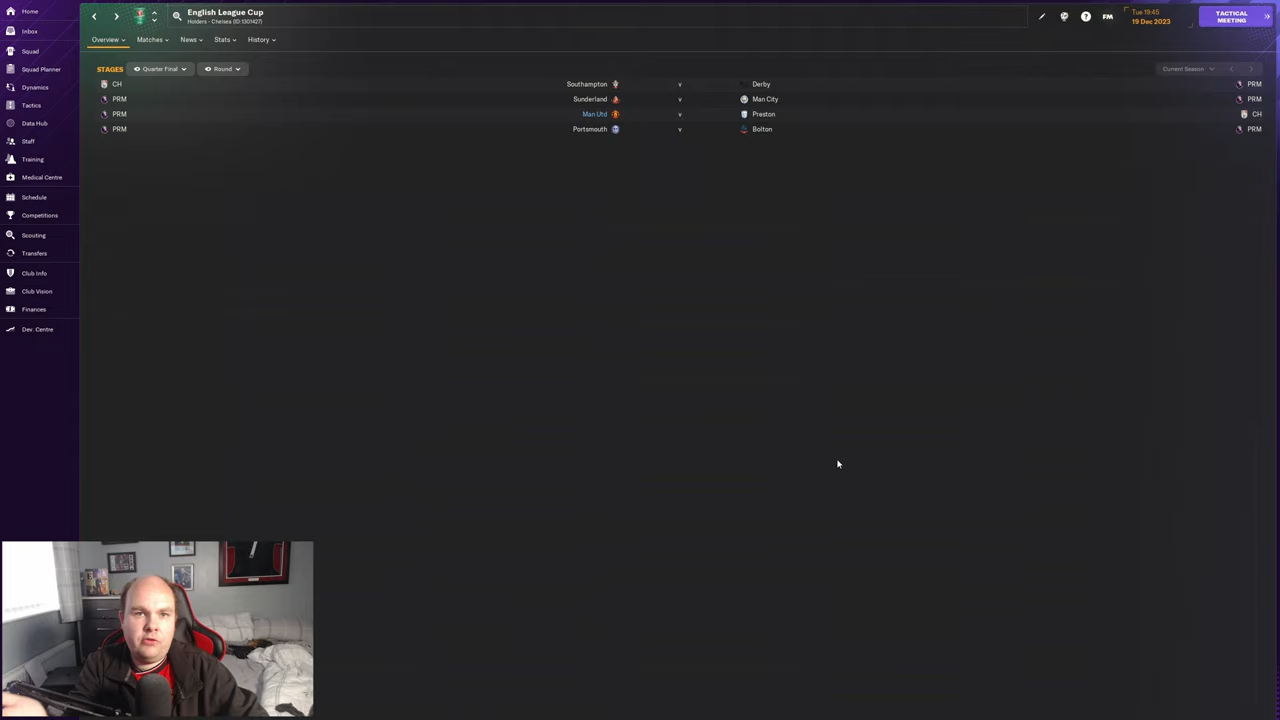 English League Cup
Holders - Chelsea (ID:1301427)
FM
Tue 19:45
19 Dec 2023
TACTICAL MEETING
Home
Inbox
Squad
Squad Planner
Dynamics
Tactics
Data Hub
Staff
Training
Medical Centre
Schedule
Competitions
Scouting
Transfers
Club Info
Club Vision
Finances
Dev. Centre
Overview Matches News Stats History
STAGES Quarter Final Round Current Season
CH Southampton v Derby PRM
PRM Sunderland v Man City PRM
PRM Man Utd v Preston CH
PRM Portsmouth v Bolton PRM